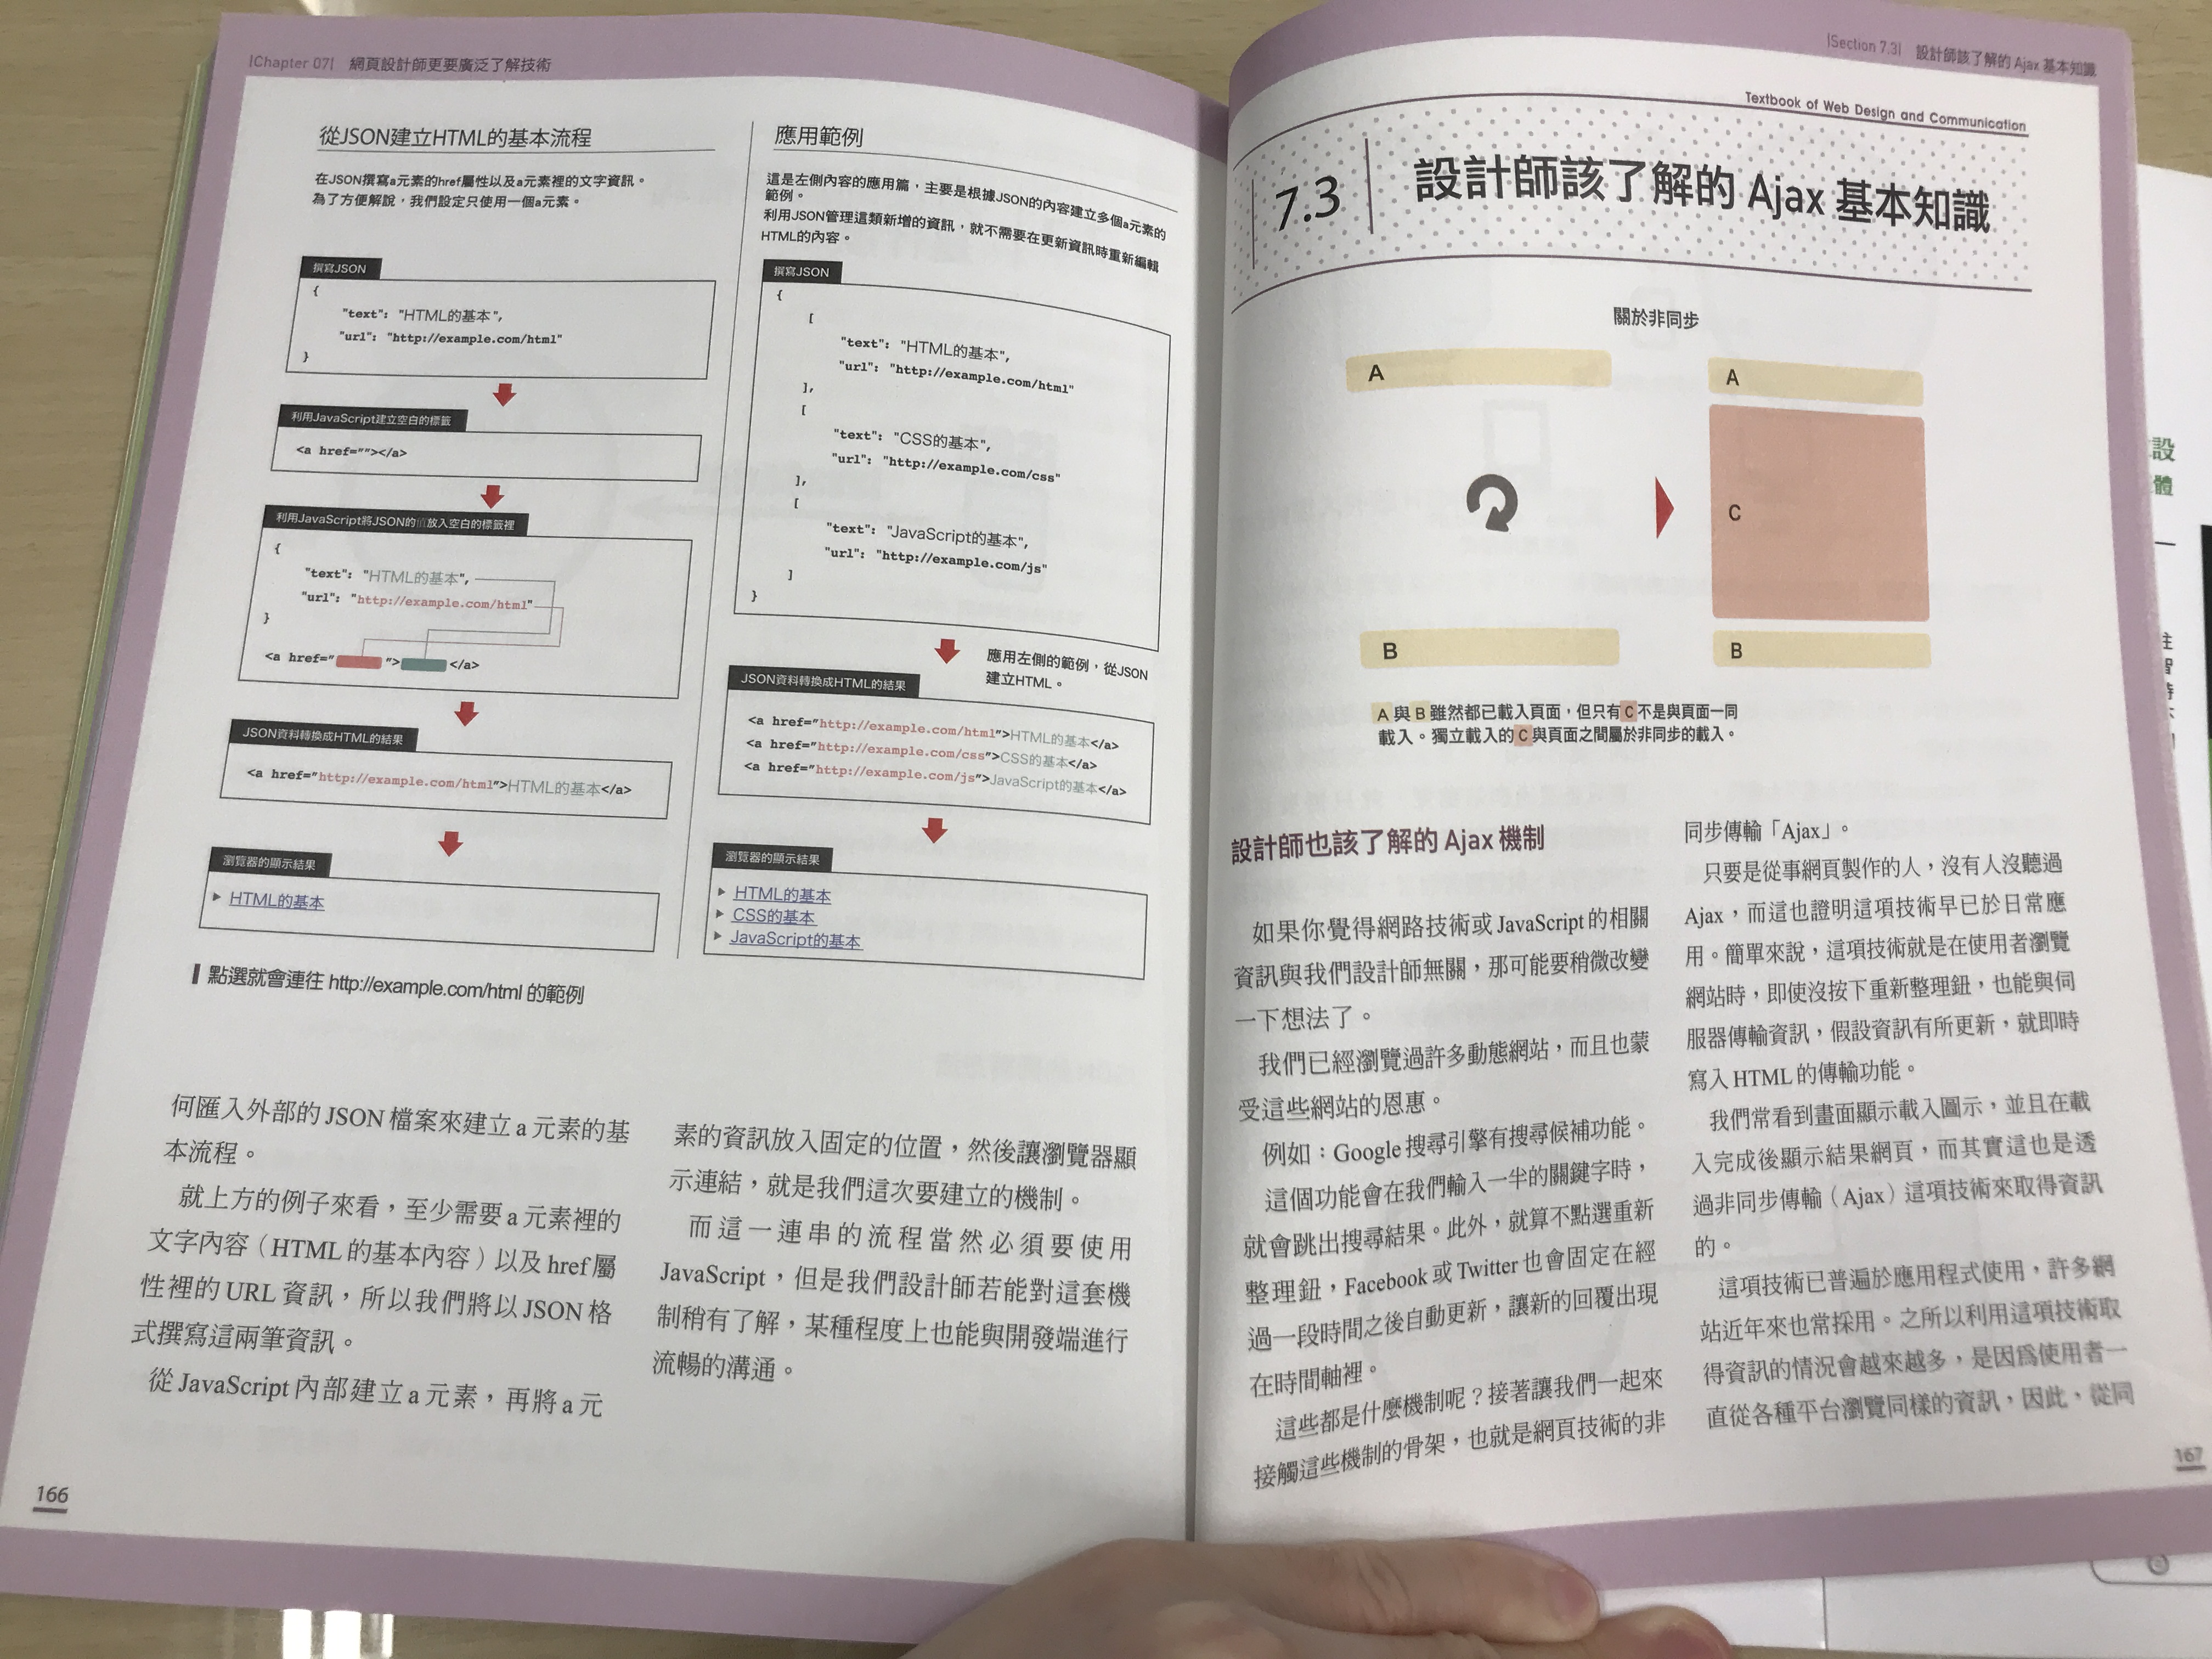 |Chapter 07| 網頁設計師更要廣泛了解技術
從JSON建立HTML的基本流程
在JSON撰寫a元素的href屬性以及a元素裡的文字資訊。
為了方便解說，我們設定只使用一個a元素。
撰寫JSON
{
"text": "HTML的基本",
"url": "http://example.com/html"
}
利用JavaScript建立空白的標籤
<a href=""></a>
利用JavaScript將JSON的值放入空白的標籤裡
{
"text": "HTML的基本",
"url": "http://example.com/html"
}
<a href=" "> </a>
JSON資料轉換成HTML的結果
<a href="http://example.com/html">HTML的基本</a>
瀏覽器的顯示結果
▶ HTML的基本
點選就會連往 http://example.com/html 的範例
應用範例
這是左側內容的應用篇，主要是根據JSON的內容建立多個a元素的
範例。
利用JSON管理這類新增的資訊，就不需要在更新資訊時重新編輯
HTML的內容。
撰寫JSON
{
[
"text": "HTML的基本",
"url": "http://example.com/html"
],
[
"text": "CSS的基本",
"url": "http://example.com/css"
],
[
"text": "JavaScript的基本",
"url": "http://example.com/js"
]
}
應用左側的範例，從JSON
建立HTML。
JSON資料轉換成HTML的結果
<a href="http://example.com/html">HTML的基本</a>
<a href="http://example.com/css">CSS的基本</a>
<a href="http://example.com/js">JavaScript的基本</a>
瀏覽器的顯示結果
▶ HTML的基本
▶ CSS的基本
▶ JavaScript的基本
何匯入外部的 JSON 檔案來建立 a 元素的基
本流程。
就上方的例子來看，至少需要 a 元素裡的
文字內容（HTML 的基本內容）以及 href 屬
性裡的 URL 資訊，所以我們將以 JSON 格
式撰寫這兩筆資訊。
從 JavaScript 內部建立 a 元素，再將 a 元
素的資訊放入固定的位置，然後讓瀏覽器顯
示連結，就是我們這次要建立的機制。
而這一連串的流程當然必須要使用
JavaScript，但是我們設計師若能對這套機
制稍有了解，某種程度上也能與開發端進行
流暢的溝通。
166
|Section 7.3| 設計師該了解的 Ajax 基本知識
Textbook of Web Design and Communication
7.3 設計師該了解的 Ajax 基本知識
關於非同步
A
B
A
C
B
A 與 B 雖然都已載入頁面，但只有 C 不是與頁面一同
載入。獨立載入的 C 與頁面之間屬於非同步的載入。
設計師也該了解的 Ajax 機制
如果你覺得網路技術或 JavaScript 的相關
資訊與我們設計師無關，那可能要稍微改變
一下想法了。
我們已經瀏覽過許多動態網站，而且也蒙
受這些網站的恩惠。
例如：Google 搜尋引擎有搜尋候補功能。
這個功能會在我們輸入一半的關鍵字時，
就會跳出搜尋結果。此外，就算不點選重新
整理鈕，Facebook 或 Twitter 也會固定在經
過一段時間之後自動更新，讓新的回覆出現
在時間軸裡。
這些都是什麼機制呢？接著讓我們一起來
接觸這些機制的骨架，也就是網頁技術的非
同步傳輸「Ajax」。
只要是從事網頁製作的人，沒有人沒聽過
Ajax，而這也證明這項技術早已於日常應
用。簡單來說，這項技術就是在使用者瀏覽
網站時，即使沒按下重新整理鈕，也能與伺
服器傳輸資訊，假設資訊有所更新，就即時
寫入 HTML 的傳輸功能。
我們常看到畫面顯示載入圖示，並且在載
入完成後顯示結果網頁，而其實這也是透
過非同步傳輸（Ajax）這項技術來取得資訊
的。
這項技術已普遍於應用程式使用，許多網
站近年來也常採用。之所以利用這項技術取
得資訊的情況會越來越多，是因為使用者一
直從各種平台瀏覽同樣的資訊，因此，從同
167
設
體